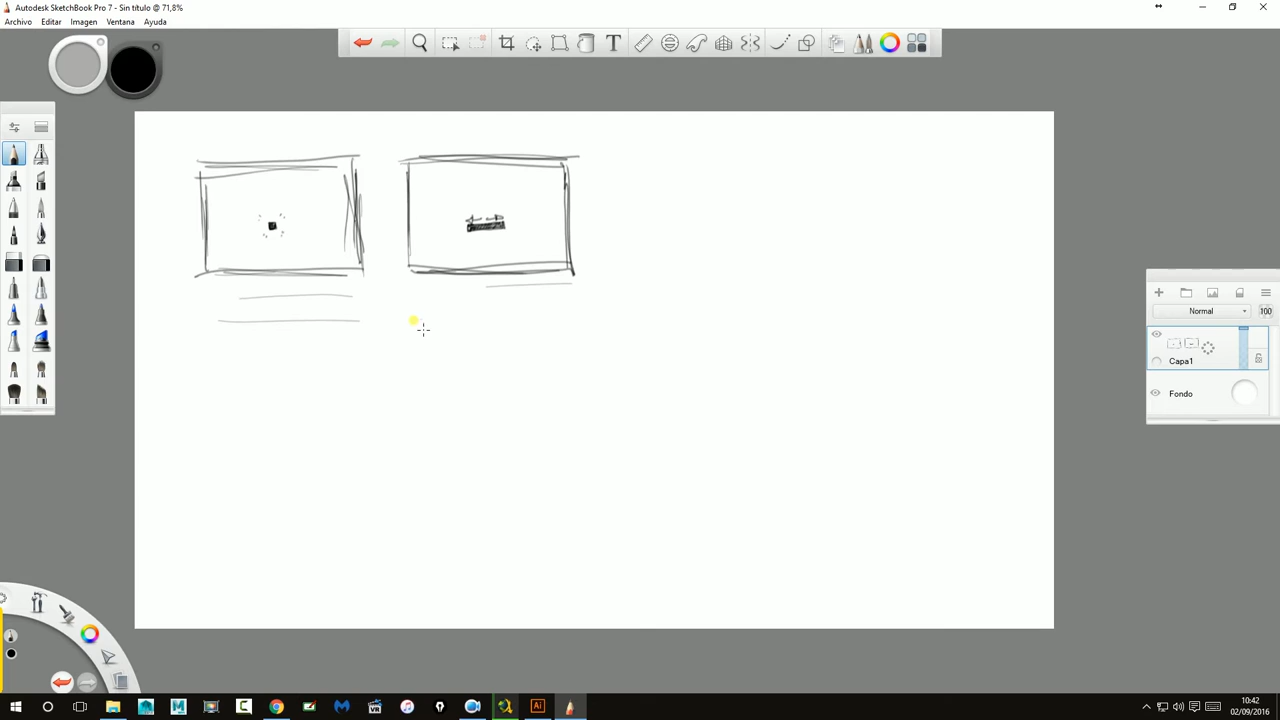 Autodesk SketchBook Pro 7 - Sin título @ 71,8%
Archivo Editar Imagen Ventana Ayuda
T
Normal
100
Capa1
Fondo
10:42
02/09/2016